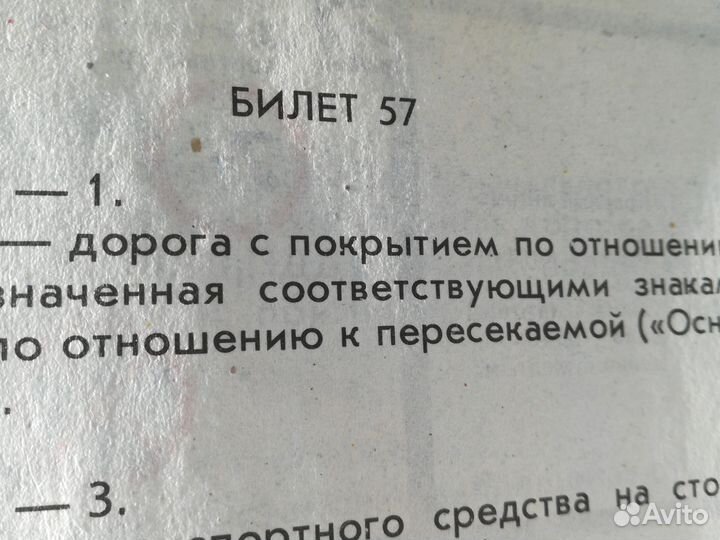 БИЛЕТ 57
— 1.
— дорога с покрытием по отношени
значенная соответствующими знака
по отношению к пересекаемой («Осн
.
— 3.
спортного средства на сто
Avito